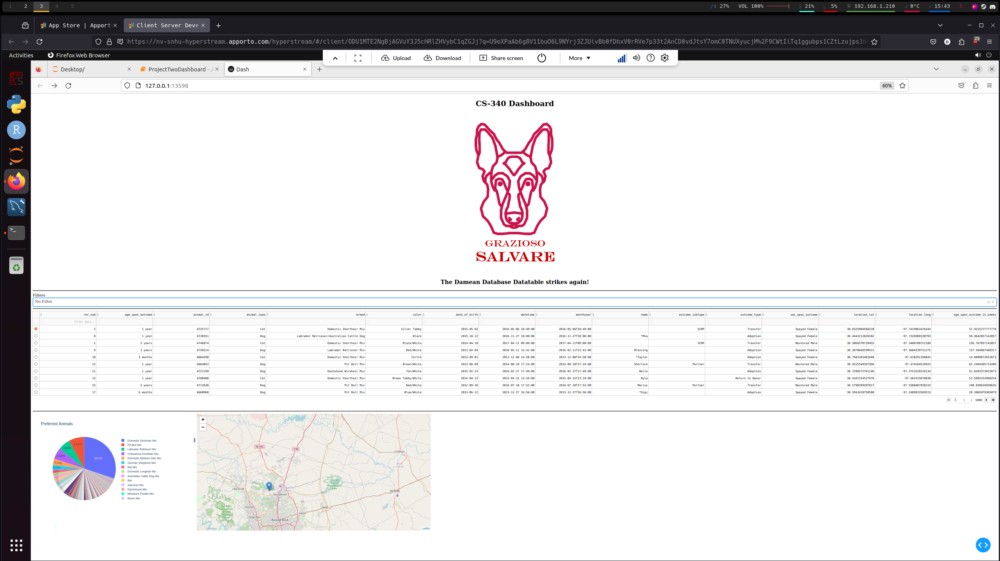 1 2 3 4 5 /: 27% VOL 100% 21% 5% 192.168.1.210 0°C 15:43 λ
App Store | Apport Client Server Deve
https://nv-snhu-hyperstream.apporto.com/hyperstream/#/client/
25
Activities Firefox Web Browser Upload Download Share screen More
Desktop/ ProjectTwoDashboard - J Dash
127.0.0.1:13598 60%
CS-340 Dashboard
GRAZIOSO
SALVARE
The Damean Database Datatable strikes again!
Filters
No Filter
rec_num age_upon_outcome animal_id animal_type breed color date_of_birth datetime monthyear name outcome_subtype outcome_type sex_upon_outcome location_lat location_long age_upon_outcome_in_weeks
filter data...
2 1 year A725717 Cat Domestic Shorthair Mix Silver Tabby 2015-05-02 2016-05-06 10:49:00 2016-05-06T10:49:00 SCRP Transfer Spayed Female 30.6525984560228 -97.7419963476444 52.9215277777778
8 1 year A736551 Dog Labrador Retriever/Australian Cattle Dog Black 2015-10-12 2016-11-27 18:00:00 2016-11-27T18:00:00 *Mia Adoption Spayed Female 30.4443212820182 -97.7326980338793 58.9642857142857
1 3 years A746874 Cat Domestic Shorthair Mix Black/White 2014-04-10 2017-04-11 09:00:00 2017-04-11T09:00:00 SCRP Transfer Neutered Male 30.5066578739455 -97.3408780722188 156.767857142857
9 3 years A720214 Dog Labrador Retriever Mix Red/White 2013-02-04 2016-02-11 12:41:00 2016-02-11T12:41:00 Blessing Adoption Spayed Female 30.3870648199411 -97.3684339731375 157.504067460317
10 3 months A664290 Cat Domestic Shorthair Mix Tortie 2013-09-01 2013-12-08 14:58:00 2013-12-08T14:58:00 *Taylor Adoption Spayed Female 30.7583105481048 -97.618292198845 14.0890873015873
12 1 year A664843 Dog Pit Bull Mix Brown/White 2013-06-09 2014-08-18 17:24:00 2014-08-18T17:24:00 Sherlock Partner Transfer Neutered Male 30.4515549397366 -97.474104510925 62.2464285714286
11 1 year A721199 Dog Dachshund Wirehair Mix Tan/White 2015-02-23 2016-02-27 17:49:00 2016-02-27T17:49:00 Belle Adoption Spayed Female 30.7290272761146 -97.3753328216134 52.8203373015873
13 1 year A700408 Cat Domestic Shorthair Mix Brown Tabby/White 2014-04-13 2015-04-15 13:34:00 2015-04-15T13:34:00 Nyla Return to Owner Spayed Female 30.4101154527976 -97.562415670838 52.5093253968254
15 3 years A712638 Dog Pit Bull Mix Red/White 2012-09-26 2016-07-18 17:52:00 2016-07-18T17:52:00 Marcus Partner Transfer Neutered Male 30.5798299207017 -97.5588487936533 198.820634920635
17 6 months A668960 Dog Pit Bull Mix Blue/White 2013-06-12 2013-12-27 16:56:00 2013-12-27T16:56:00 *Gigi Adoption Spayed Female 30.5943410758588 -97.2489933569515 28.3865079365079
« ‹ 1 / 1000 › »
Preferred Animals
8.01%
6.08%
5.88%
3.24%
2.41%
30.1%
Domestic Shorthair Mix
Pit Bull Mix
Labrador Retriever Mix
Chihuahua Shorthair Mix
Domestic Medium Hair Mix
German Shepherd Mix
Bat Mix
Domestic Longhair Mix
Australian Cattle Dog Mix
Bat
Siamese Mix
Dachshund Mix
Miniature Poodle Mix
Boxer Mix
+
−
TX 195
I 35
Cameron
Milam County
Granger Wildlife Management Area
Liberty Hill
Williamson County
Georgetown
Rockdale
Balcones Canyonlands National Wildlife Refuge
Leander
Taylor
Hutto
Cedar Park
Round Rock
Lake Travis
Leaflet